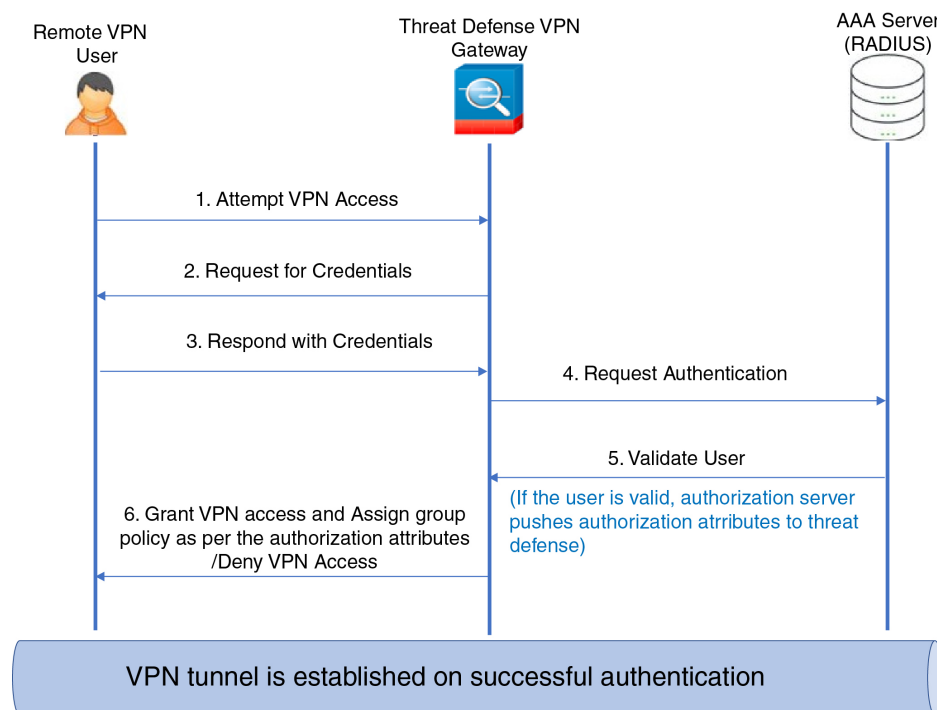 Remote VPN
User
Threat Defense VPN
Gateway
AAA Server
(RADIUS)
1. Attempt VPN Access
2. Request for Credentials
3. Respond with Credentials
4. Request Authentication
5. Validate User
(If the user is valid, authorization server
pushes authorization atrributes to threat
defense)
6. Grant VPN access and Assign group
policy as per the authorization attributes
/Deny VPN Access
VPN tunnel is established on successful authentication